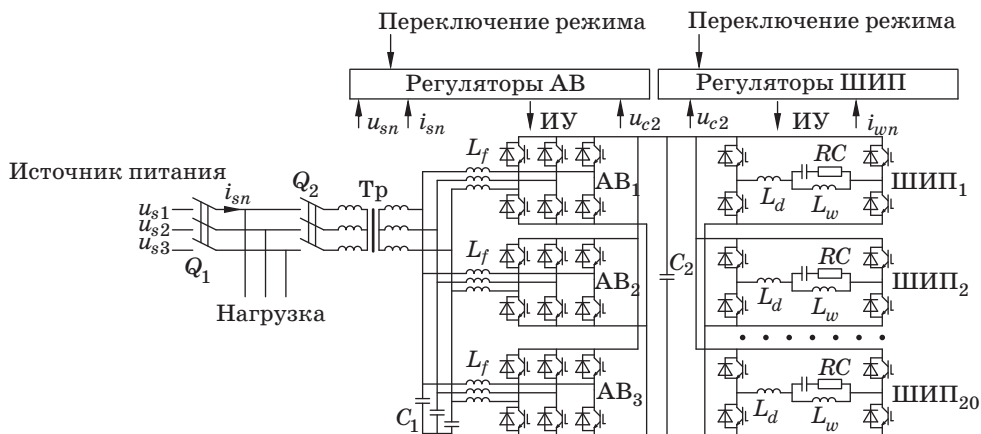 Переключение режима Переключение режима
Регуляторы АВ Регуляторы ШИП
u_sn i_sn ИУ u_c2 u_c2 ИУ i_wn
Источник питания
i_sn Q_2 Тр
u_s1
u_s2
u_s3
Q_1
Нагрузка
L_f АВ_1 RC ШИП_1
L_d L_w
L_f АВ_2 C_2 RC ШИП_2
L_d L_w
L_f АВ_3 RC ШИП_20
L_d L_w
C_1